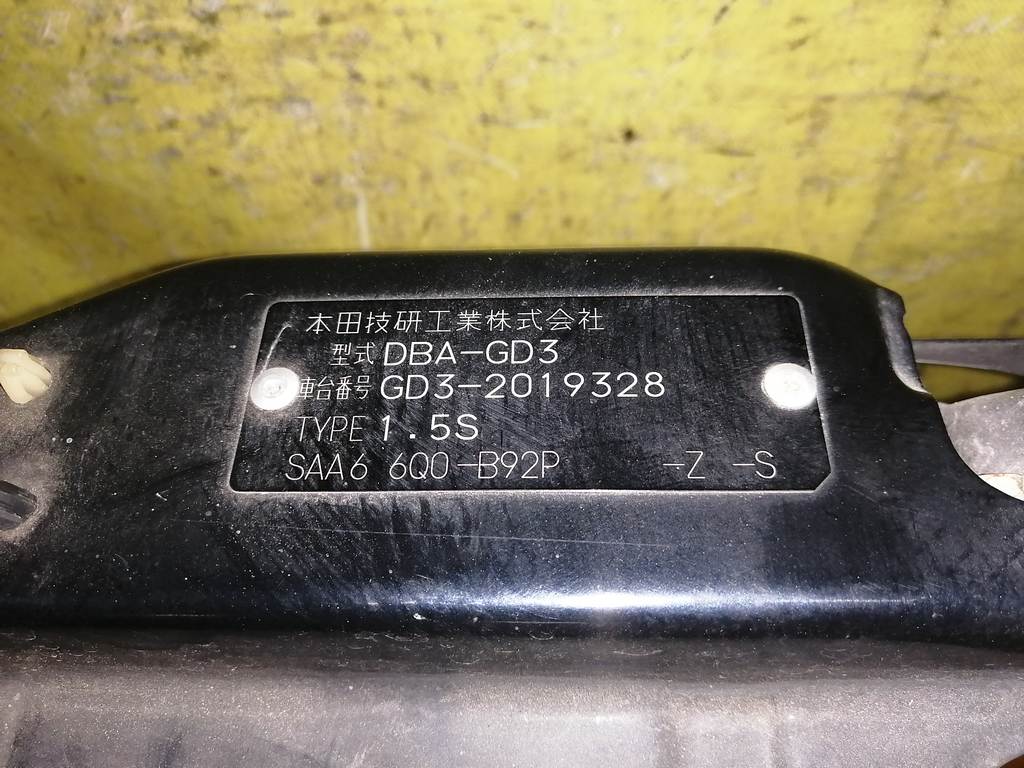 本田技研工業株式会社
型式 DBA-GD3
車台番号 GD3-2019328
TYPE 1.5S
SAA6 6Q0-B92P -Z -S